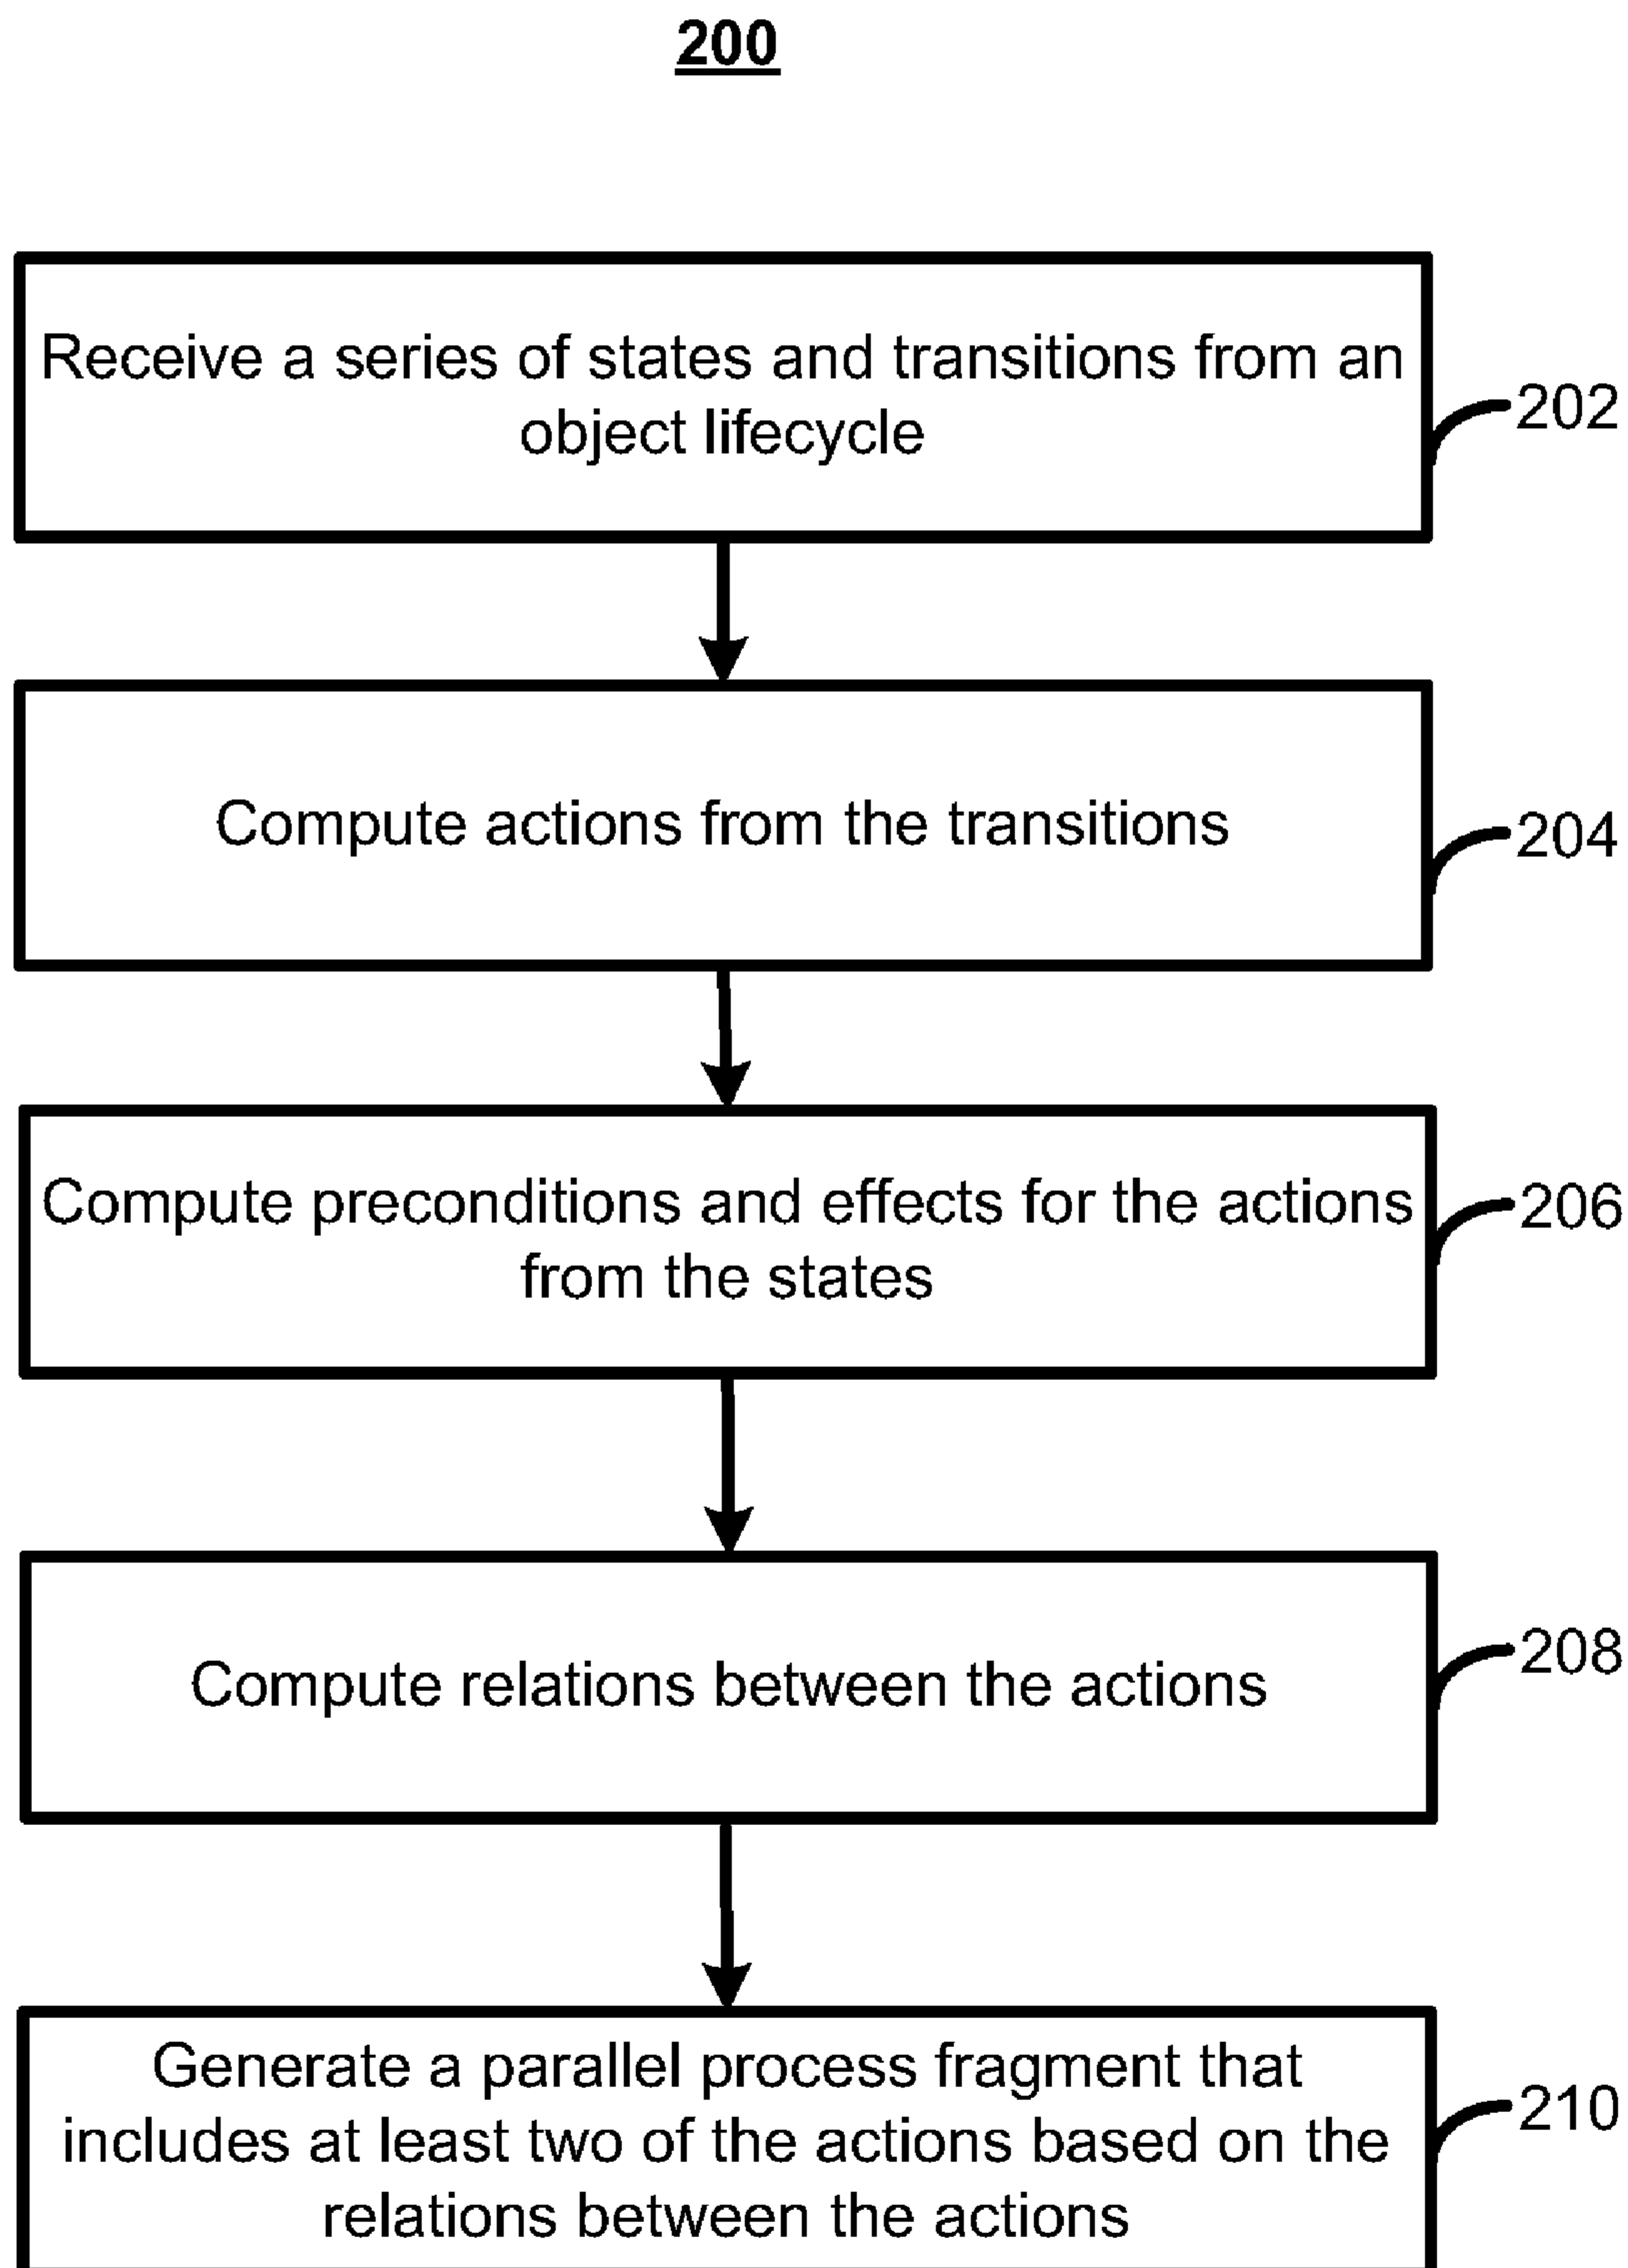 200
Receive a series of states and transitions from an
object lifecycle
202
Compute actions from the transitions
204
Compute preconditions and effects for the actions
from the states
206
Compute relations between the actions
208
Generate a parallel process fragment that
includes at least two of the actions based on the
relations between the actions
210